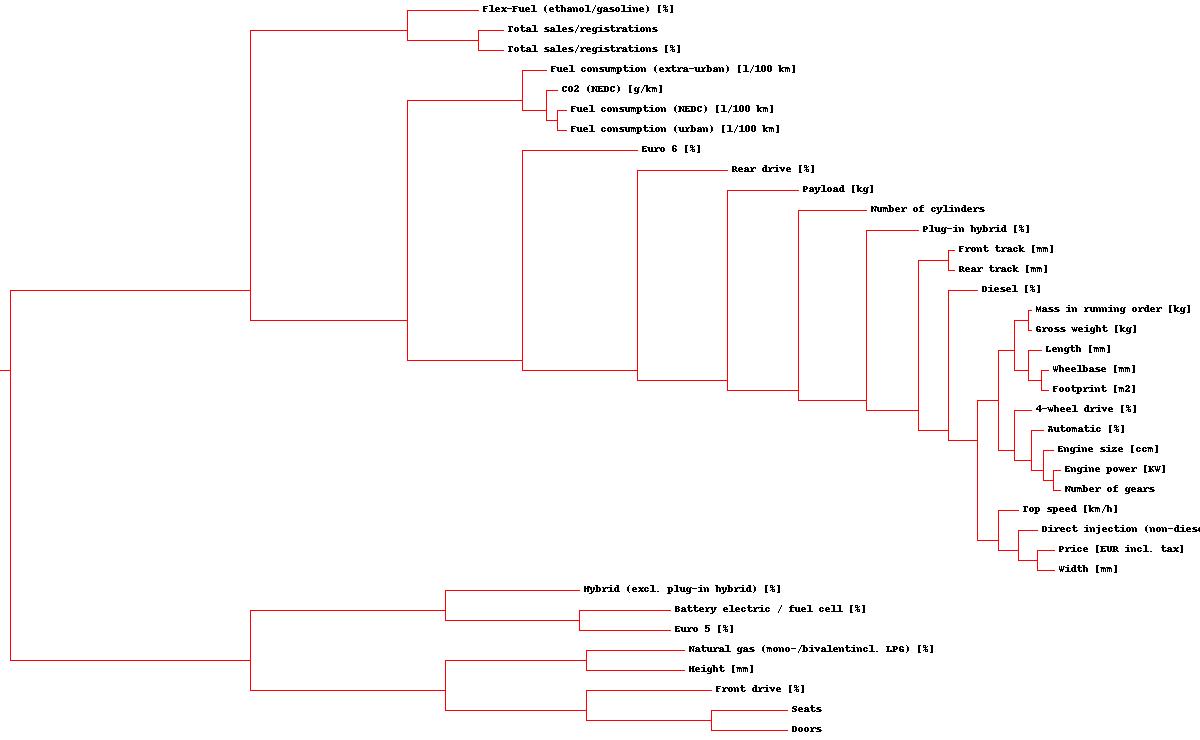 Flex-Fuel (ethanol/gasoline) [%]
Total sales/registrations
Total sales/registrations [%]
Fuel consumption (extra-urban) [l/100 km]
CO2 (NEDC) [g/km]
Fuel consumption (NEDC) [l/100 km]
Fuel consumption (urban) [l/100 km]
Euro 6 [%]
Rear drive [%]
Payload [kg]
Number of cylinders
Plug-in hybrid [%]
Front track [mm]
Rear track [mm]
Diesel [%]
Mass in running order [kg]
Gross weight [kg]
Length [mm]
Wheelbase [mm]
Footprint [m2]
4-wheel drive [%]
Automatic [%]
Engine size [ccm]
Engine power [KW]
Number of gears
Top speed [km/h]
Direct injection (non-diese
Price [EUR incl. tax]
Width [mm]
Hybrid (excl. plug-in hybrid) [%]
Battery electric / fuel cell [%]
Euro 5 [%]
Natural gas (mono-/bivalentincl. LPG) [%]
Height [mm]
Front drive [%]
Seats
Doors